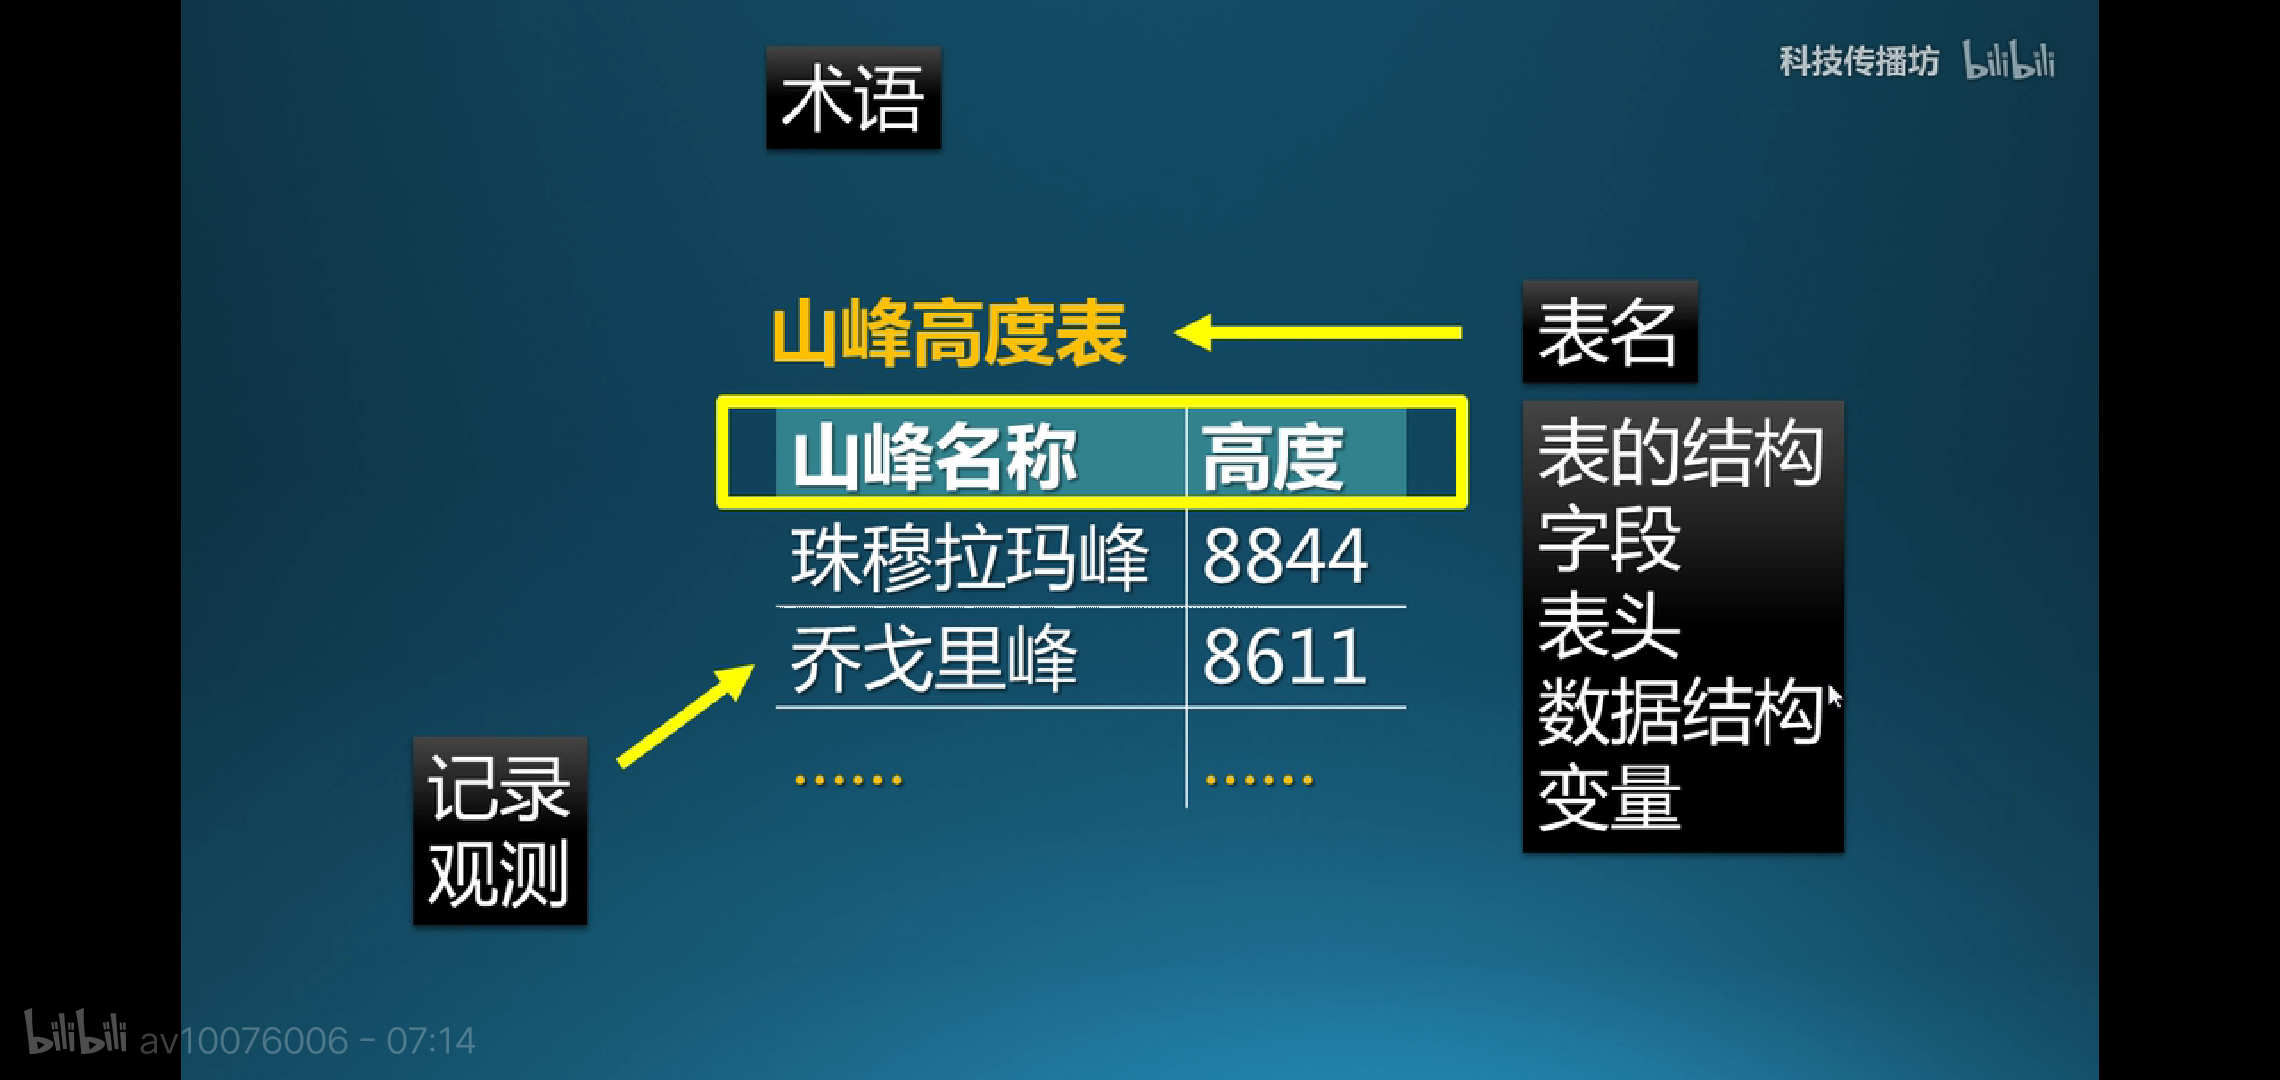 术语
科技传播坊 bilibili
山峰高度表
表名
山峰名称 高度
珠穆拉玛峰 8844
乔戈里峰 8611
...... ......
表的结构
字段
表头
数据结构
变量
记录
观测
bilibili av10076006 - 07:14